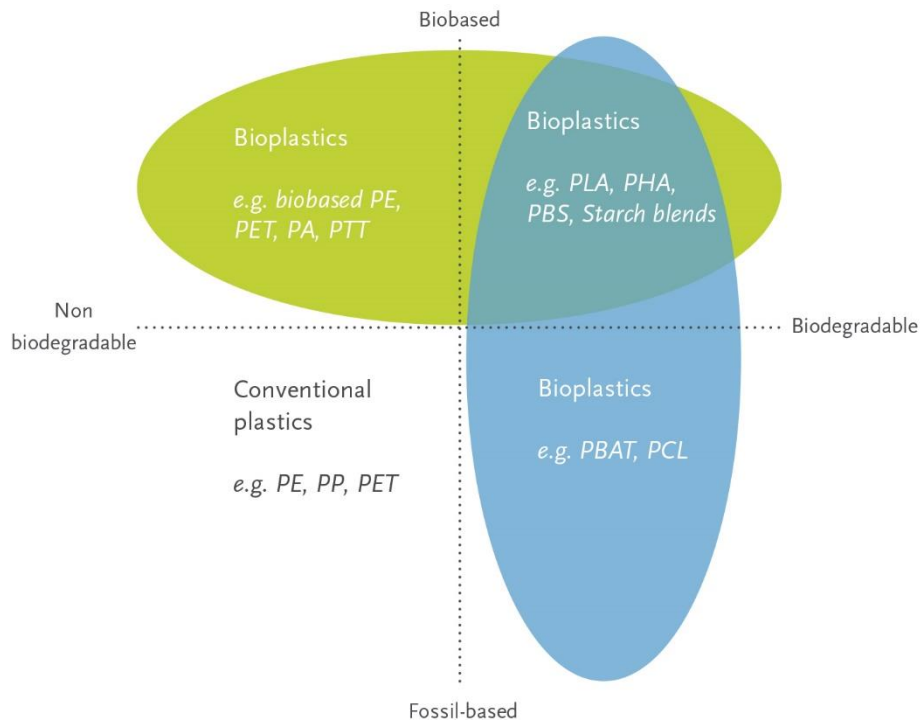 Biobased
Bioplastics
e.g. biobased PE,
PET, PA, PTT
Bioplastics
e.g. PLA, PHA,
PBS, Starch blends
Non
biodegradable
Biodegradable
Conventional
plastics
e.g. PE, PP, PET
Bioplastics
e.g. PBAT, PCL
Fossil-based